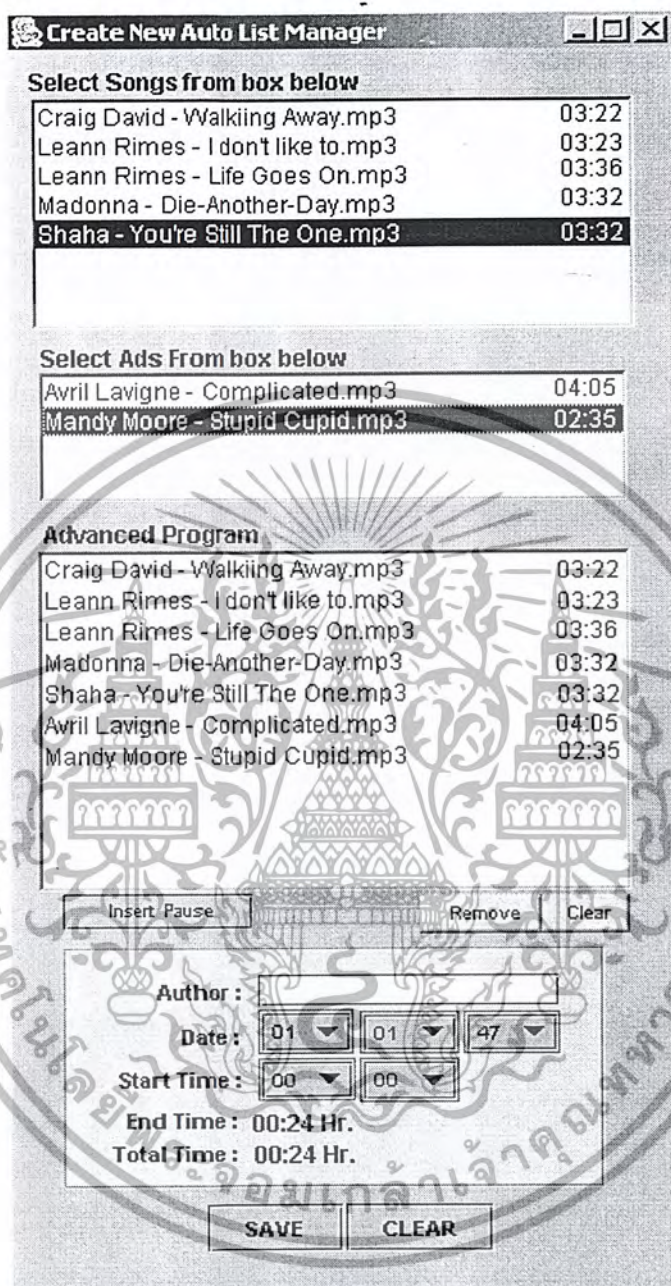 Create New Auto List Manager
Select Songs from box below
Craig David - Walkiing Away.mp3 03:22
Leann Rimes - I don't like to.mp3 03:23
Leann Rimes - Life Goes On.mp3 03:36
Madonna - Die-Another-Day.mp3 03:32
Shaha - You're Still The One.mp3 03:32
Select Ads From box below
Avril Lavigne - Complicated.mp3 04:05
Mandy Moore - Stupid Cupid.mp3 02:35
Advanced Program
Craig David - Walkiing Away.mp3 03:22
Leann Rimes - I don't like to.mp3 03:23
Leann Rimes - Life Goes On.mp3 03:36
Madonna - Die-Another-Day.mp3 03:32
Shaha - You're Still The One.mp3 03:32
Avril Lavigne - Complicated.mp3 04:05
Mandy Moore - Stupid Cupid.mp3 02:35
Insert Pause Remove Clear
Author :
Date : 01 01 47
Start Time : 00 00
End Time : 00:24 Hr.
Total Time : 00:24 Hr.
SAVE CLEAR